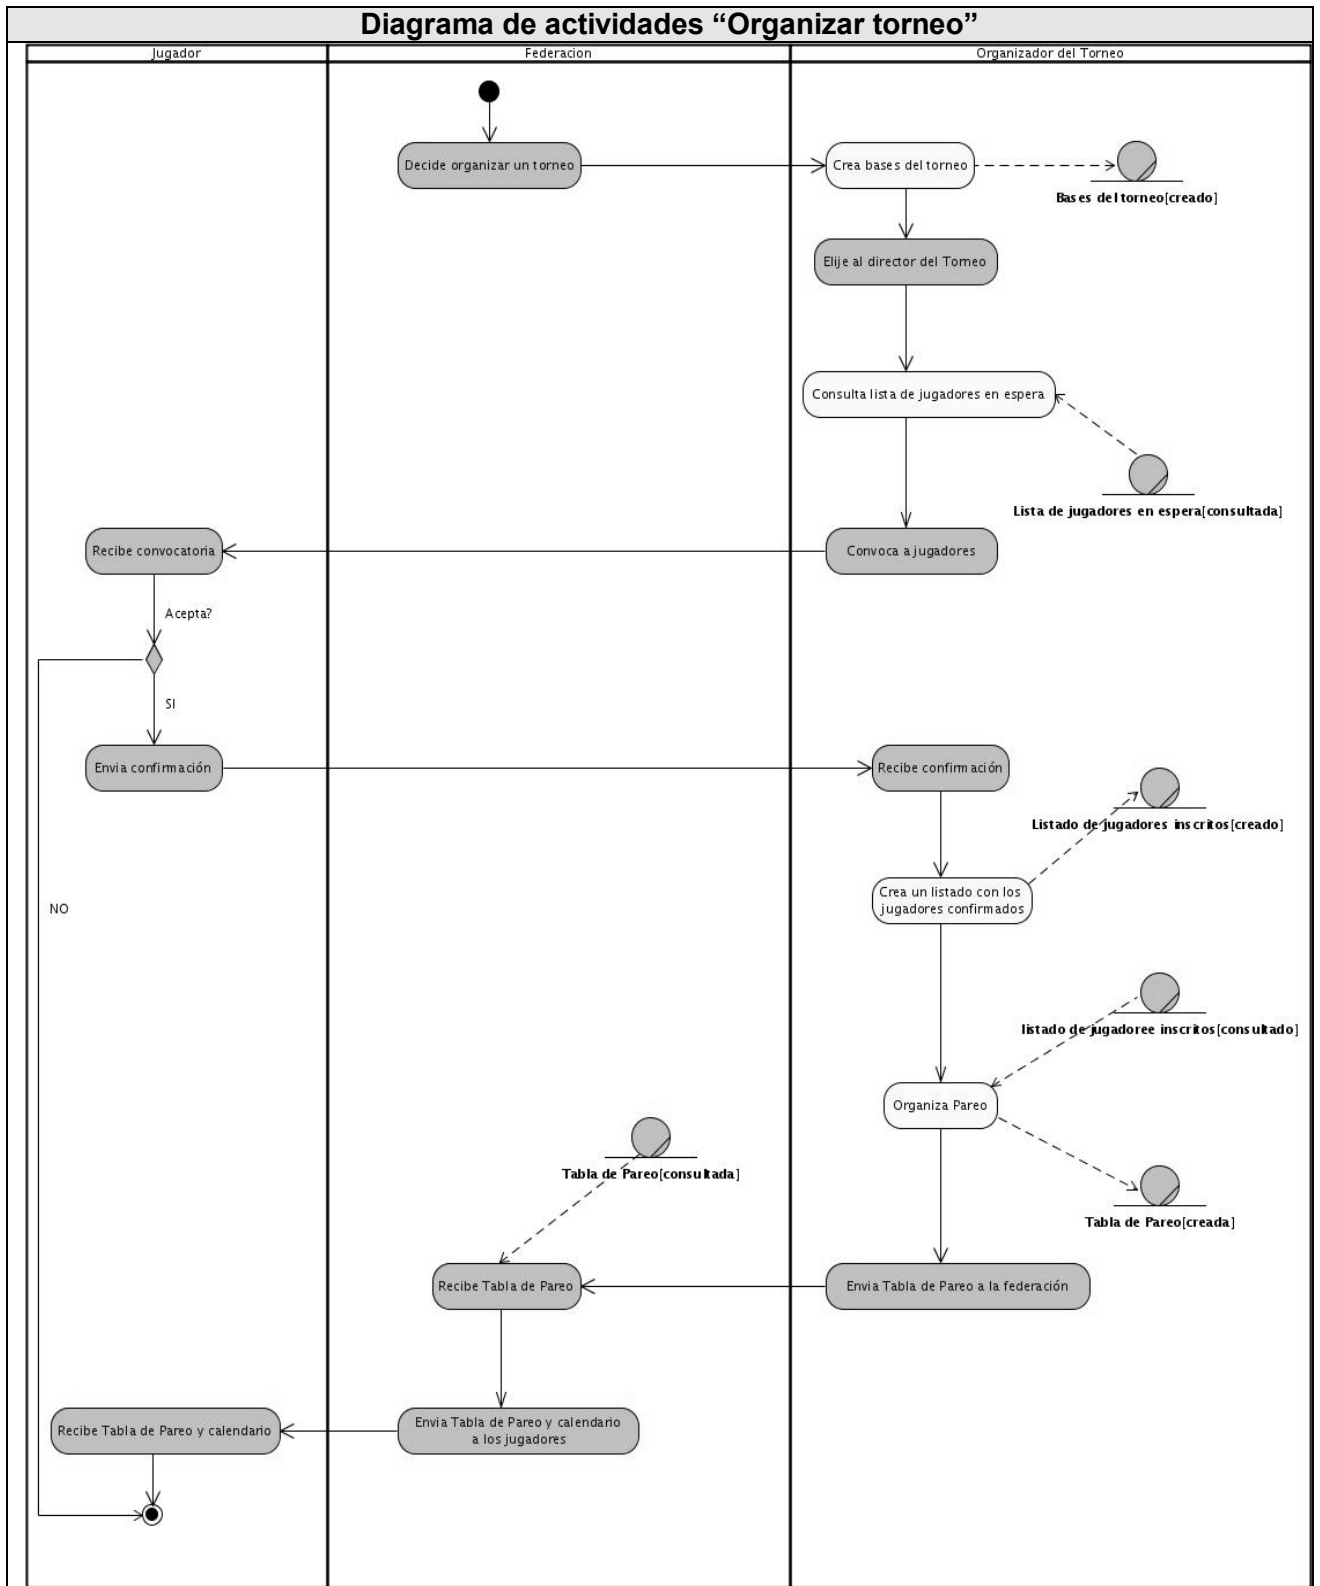 Diagrama de actividades “Organizar torneo”
Jugador
Federacion
Organizador del Torneo
Decide organizar un torneo
Crea bases del torneo
Bases del torneo[creado]
Elije al director del Torneo
Consulta lista de jugadores en espera
Lista de jugadores en espera[consultada]
Recibe convocatoria
Convoca a jugadores
Acepta?
SI
Envia confirmación
Recibe confirmación
Listado de jugadores inscritos[creado]
Crea un listado con los
jugadores confirmados
NO
listado de jugadoree inscritos[consultado]
Organiza Pareo
Tabla de Pareo[consultada]
Tabla de Pareo[creada]
Recibe Tabla de Pareo
Envia Tabla de Pareo a la federación
Envia Tabla de Pareo y calendario
a los jugadores
Recibe Tabla de Pareo y calendario